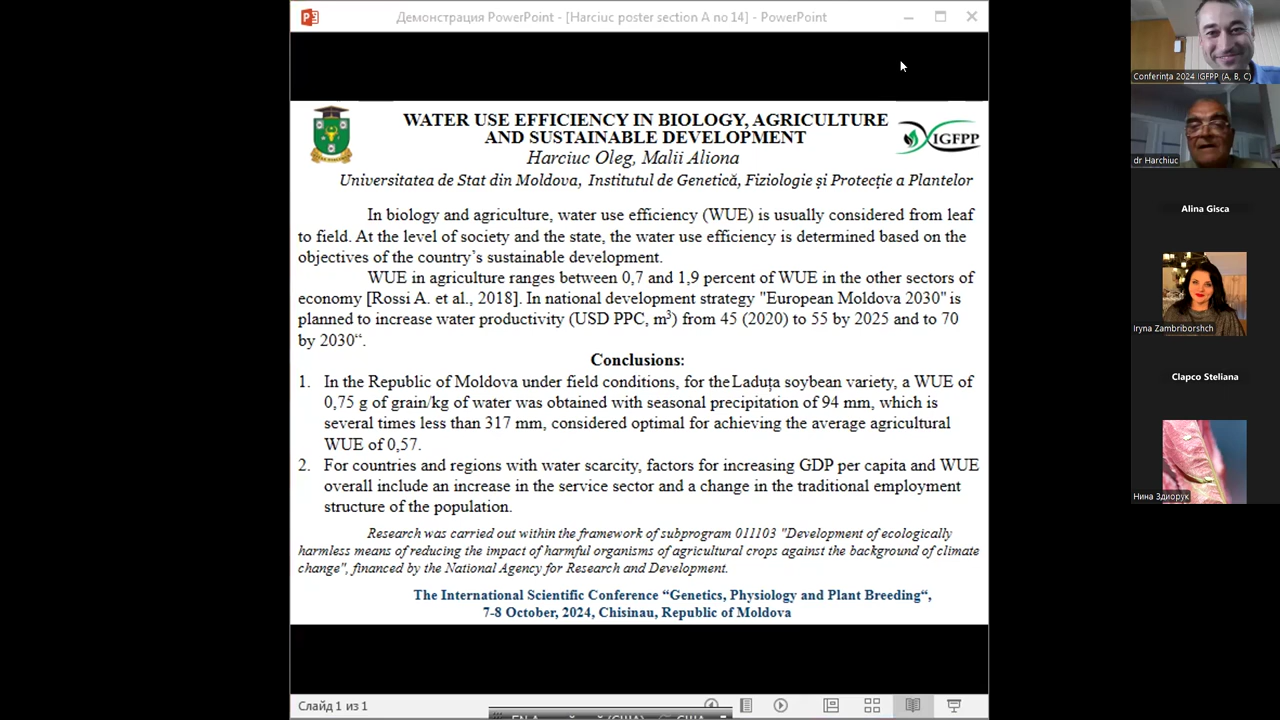 Демонстрация PowerPoint - [Harciuc poster section A no 14] - PowerPoint
WATER USE EFFICIENCY IN BIOLOGY, AGRICULTURE
AND SUSTAINABLE DEVELOPMENT
IGFPP
Harciuc Oleg, Malii Aliona
Universitatea de Stat din Moldova, Institutul de Genetică, Fiziologie și Protecție a Plantelor
In biology and agriculture, water use efficiency (WUE) is usually considered from leaf
to field. At the level of society and the state, the water use efficiency is determined based on the
objectives of the country's sustainable development.
WUE in agriculture ranges between 0,7 and 1,9 percent of WUE in the other sectors of
economy [Rossi A. et al., 2018]. In national development strategy "European Moldova 2030" is
planned to increase water productivity (USD PPC, m³) from 45 (2020) to 55 by 2025 and to 70
by 2030“.
Conclusions:
1. In the Republic of Moldova under field conditions, for the Laduța soybean variety, a WUE of
0,75 g of grain/kg of water was obtained with seasonal precipitation of 94 mm, which is
several times less than 317 mm, considered optimal for achieving the average agricultural
WUE of 0,57.
2. For countries and regions with water scarcity, factors for increasing GDP per capita and WUE
overall include an increase in the service sector and a change in the traditional employment
structure of the population.
Research was carried out within the framework of subprogram 011103 "Development of ecologically
harmless means of reducing the impact of harmful organisms of agricultural crops against the background of climate
change", financed by the National Agency for Research and Development.
The International Scientific Conference “Genetics, Physiology and Plant Breeding“,
7-8 October, 2024, Chisinau, Republic of Moldova
Слайд 1 из 1
Conferința 2024 IGFPP (A, B, C)
dr Harchiuc
Alina Gisca
Iryna Zambriborshch
Clapco Steliana
Нина Здиорук